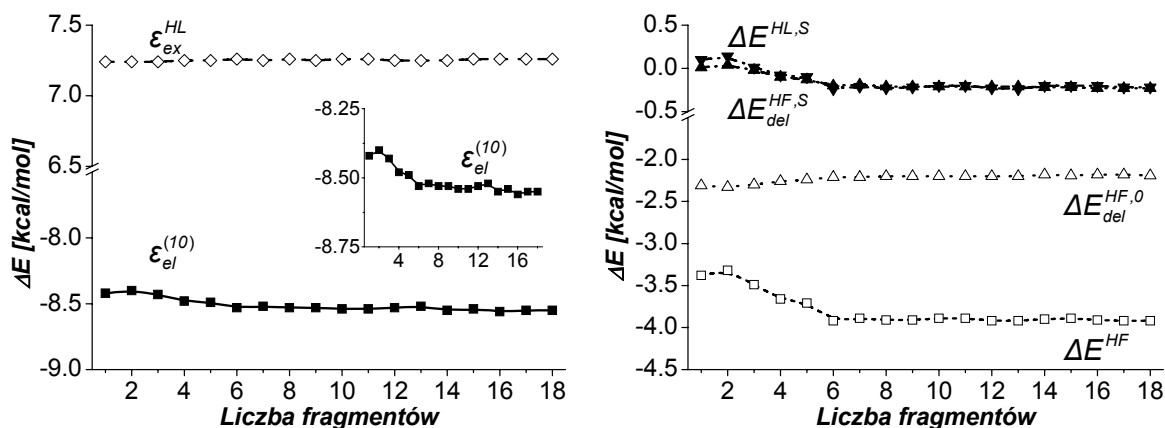 7.5
7.0
6.5
-8.0
-8.5
-9.0
ΔE [kcal/mol]
ε_ex^HL
ε_el^(10)
-8.25
-8.50
-8.75
4 8 12 16
ε_el^(10)
2 4 6 8 10 12 14 16 18
Liczba fragmentów
0.5
0.0
-0.5
-2.0
-2.5
-3.0
-3.5
-4.0
-4.5
ΔE [kcal/mol]
ΔE^HL,S
ΔE_del^HF,S
ΔE_del^HF,0
ΔE^HF
2 4 6 8 10 12 14 16 18
Liczba fragmentów